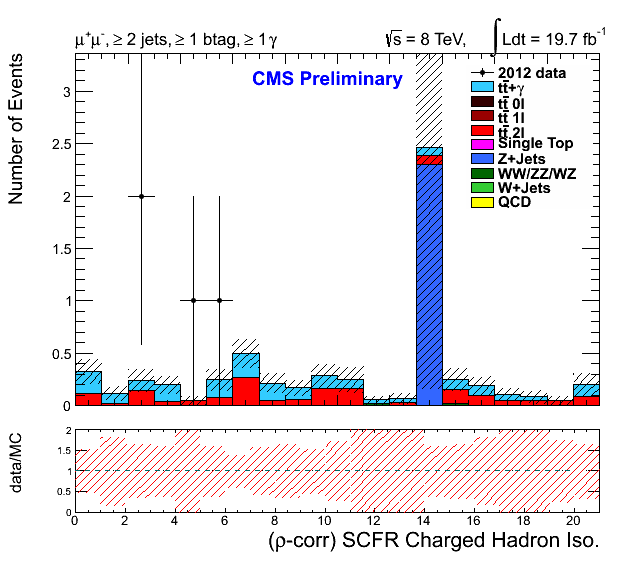 μ⁺μ⁻, ≥ 2 jets, ≥ 1 btag, ≥ 1 γ
√s = 8 TeV, ∫ Ldt = 19.7 fb⁻¹
CMS Preliminary
2012 data
tt̄+γ
tt̄ 0l
tt̄ 1l
tt̄ 2l
Single Top
Z+Jets
WW/ZZ/WZ
W+Jets
QCD
Number of Events
3
2.5
2
1.5
1
0.5
0
data/MC
2
1.5
1
0.5
0
0 2 4 6 8 10 12 14 16 18 20
(ρ-corr) SCFR Charged Hadron Iso.